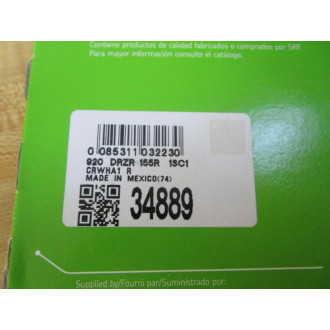 Contiene productos de calidad fabricados o comprados por SKF.
Para mayor información consulte el catálogo.
0 085311 032230
920 DRZR 155R 13C1
CRWHA1 R
MADE IN MEXICO(74)
34889
Supplied by/Fourni par/Suministrado por: